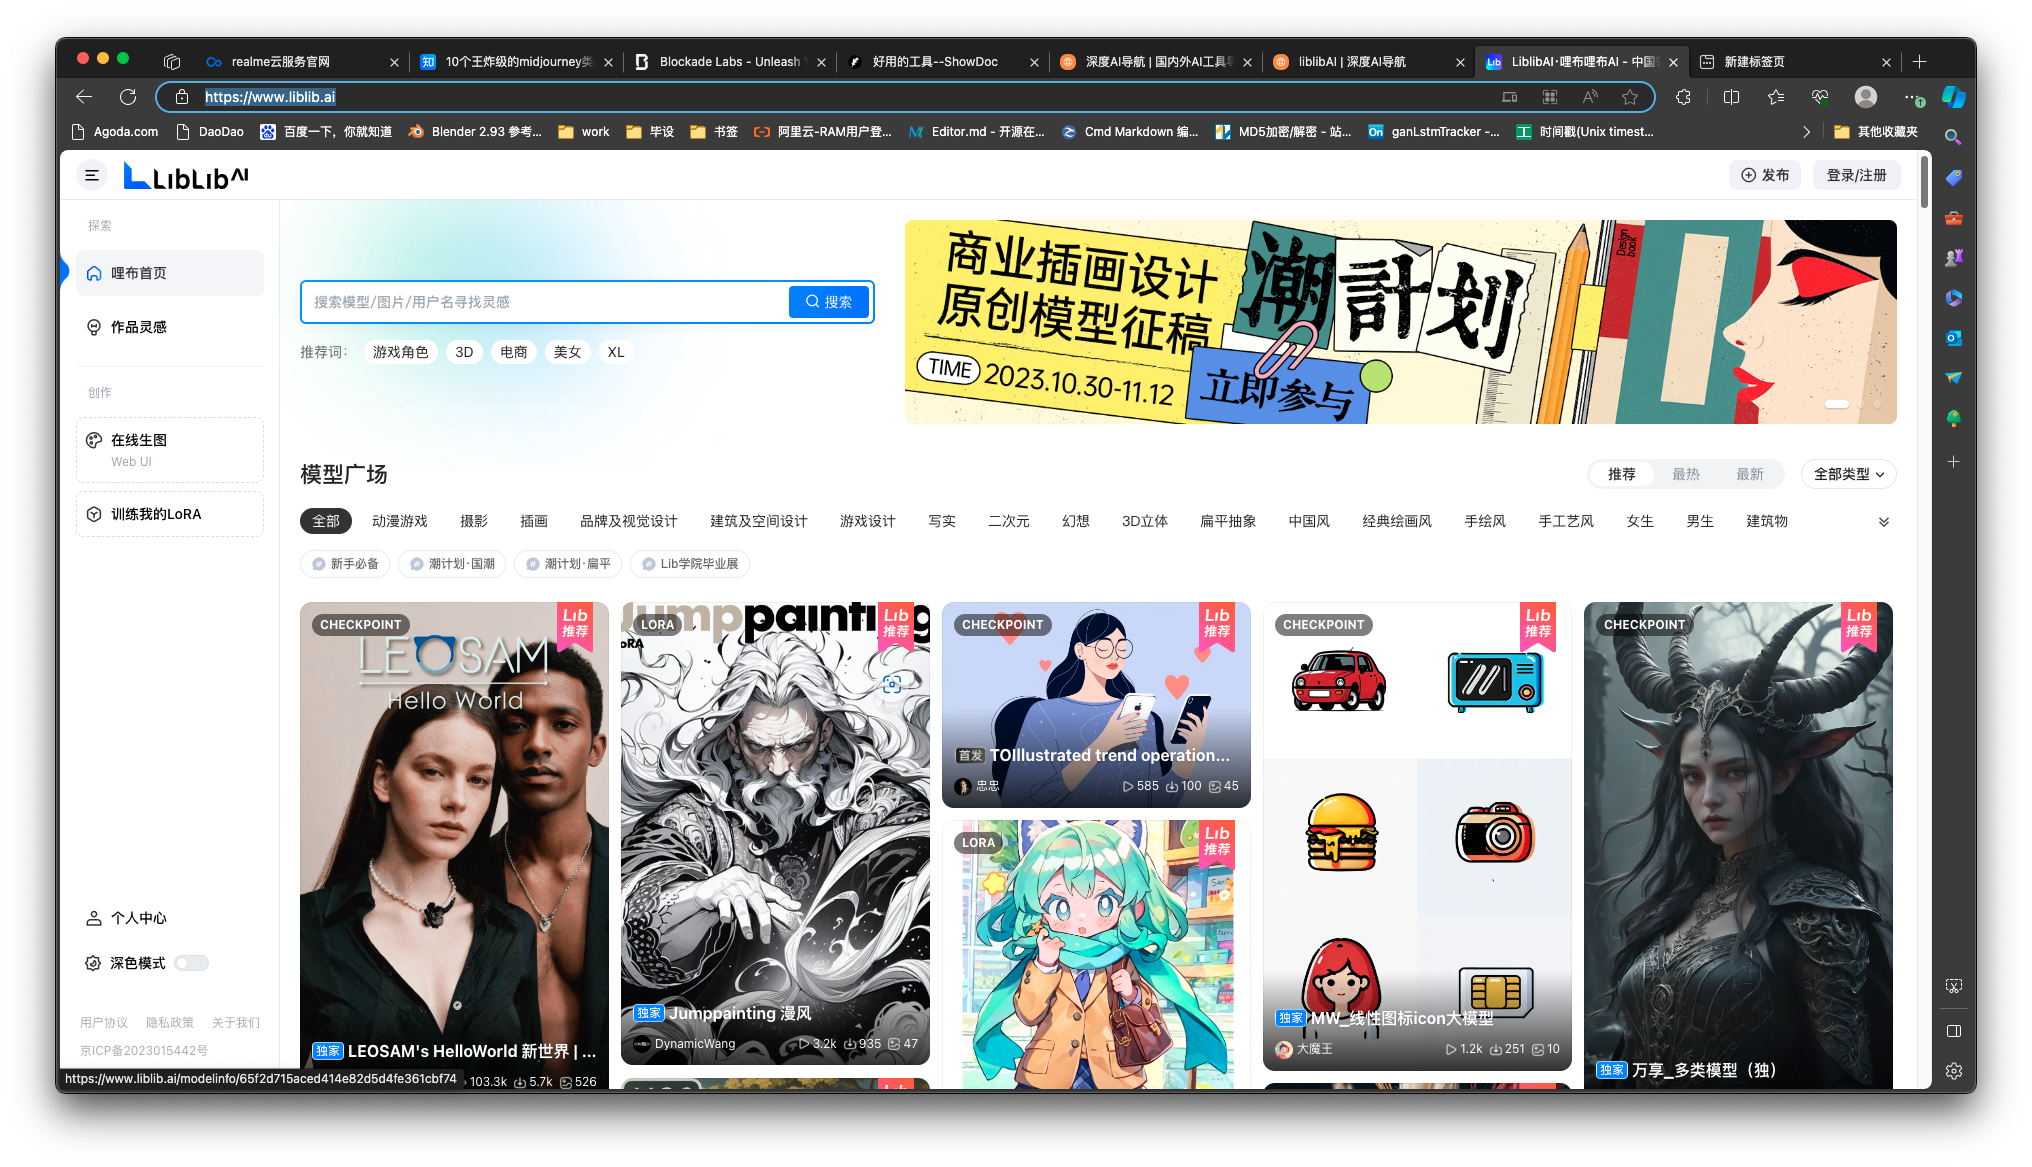 realme云服务官网
10个王炸级的midjourney类
Blockade Labs - Unleash
好用的工具--ShowDoc
深度AI导航 | 国内外AI工具导
liblibAI | 深度AI导航
LiblibAI·哩布哩布AI - 中国
新建标签页
https://www.liblib.ai
Agoda.com
DaoDao
百度一下，你就知道
Blender 2.93 参考...
work
毕设
书签
阿里云-RAM用户登...
Editor.md - 开源在...
Cmd Markdown 编...
MD5加密/解密 - 站...
ganLstmTracker -...
时间戳(Unix timest...
其他收藏夹
LIBLIBAI
发布
登录/注册
探索
哩布首页
作品灵感
创作
在线生图
Web UI
训练我的LoRA
个人中心
深色模式
用户协议 隐私政策 关于我们
京ICP备2023015442号
https://www.liblib.ai/modelinfo/65f2d715aced414e82d5d4fe361cbf74
搜索模型/图片/用户名寻找灵感
搜索
推荐词：
游戏角色 3D 电商 美女 XL
商业插画设计
原创模型征稿
潮計划
TIME 2023.10.30-11.12
立即参与
Design book
模型广场
推荐 最热 最新
全部类型
全部 动漫游戏 摄影 插画 品牌及视觉设计 建筑及空间设计 游戏设计 写实 二次元 幻想 3D立体 扁平抽象 中国风 经典绘画风 手绘风 手工艺风 女生 男生 建筑物
# 新手必备 # 潮计划·国潮 # 潮计划·扁平 # Lib学院毕业展
CHECKPOINT
Lib
推荐
LEOSAM
Hello World
独家 LEOSAM's HelloWorld 新世界 | ...
103.3k 5.7k 526
Jumppainting
LORA
Lib
推荐
独家 Jumppainting 漫风
DynamicWang 3.2k 935 47
CHECKPOINT
Lib
推荐
首发 TOIllustrated trend operation...
忠忠 585 100 45
LORA
Lib
推荐
CHECKPOINT
Lib
推荐
独家 MW_线性图标icon大模型
大魔王 1.2k 251 10
CHECKPOINT
Lib
推荐
独家 万享_多类模型（独）